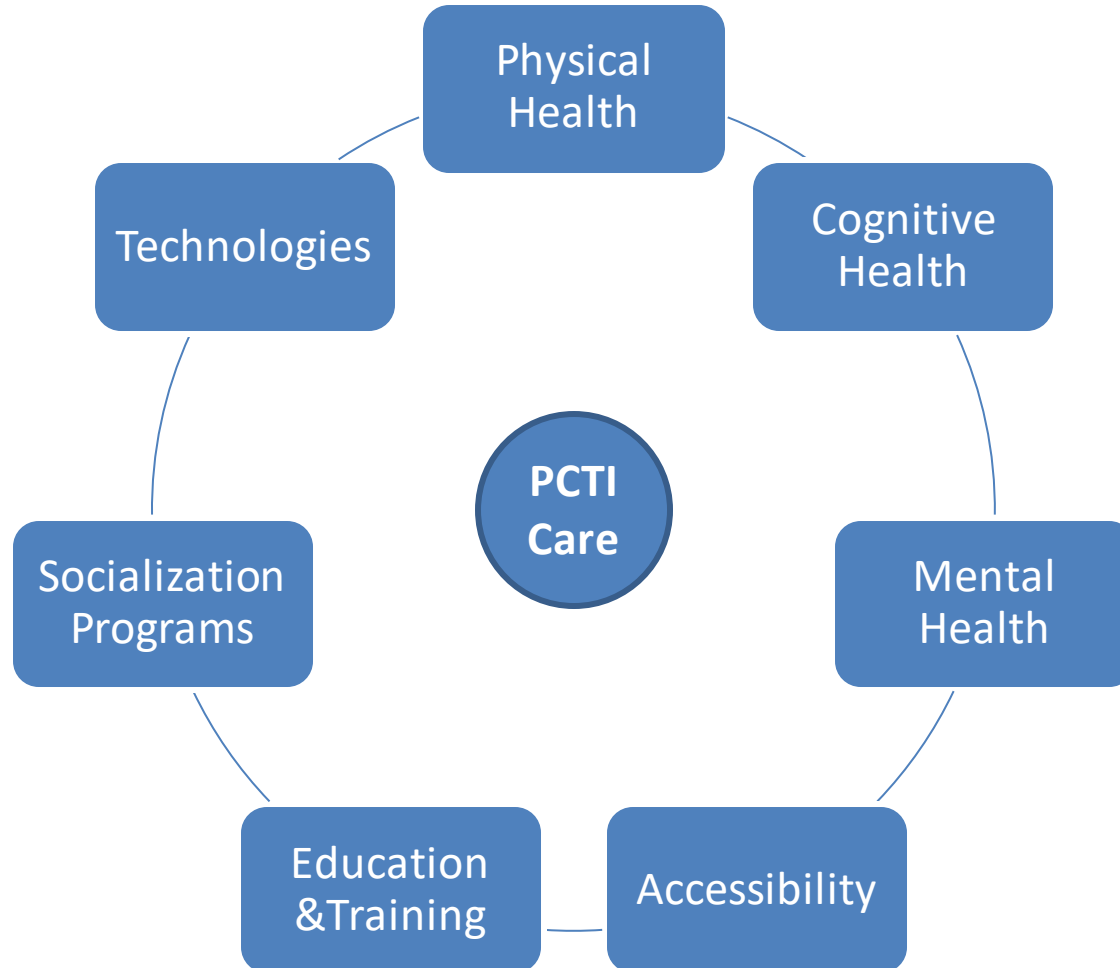 Physical
Health
Cognitive
Health
Mental
Health
Accessibility
Education
&Training
Socialization
Programs
Technologies
PCTI
Care